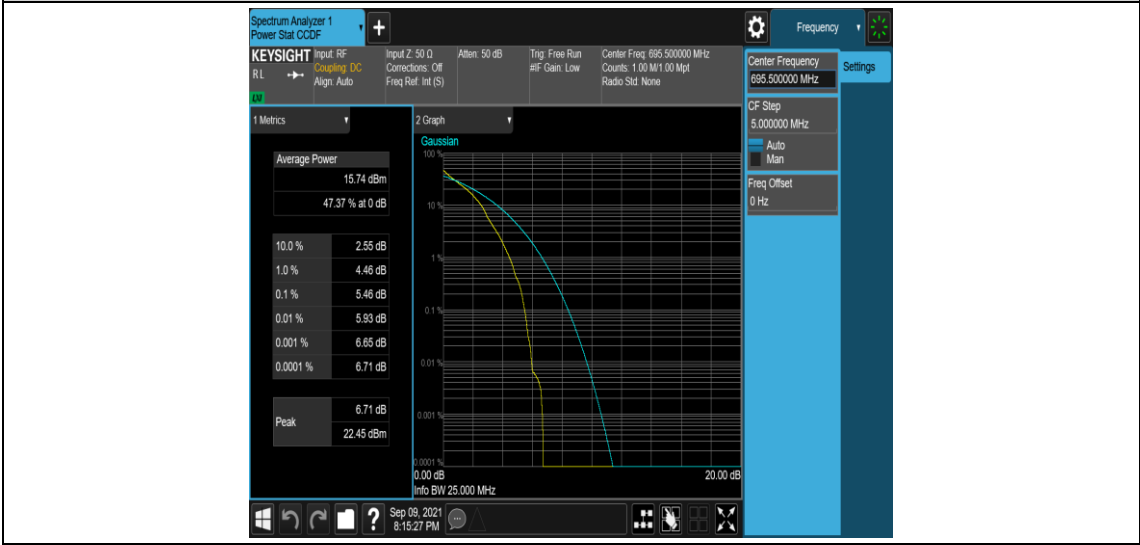 Spectrum Analyzer 1
Power Stat CCDF
+
Frequency
KEYSIGHT
RL
LM
Input: RF
Coupling: DC
Align: Auto
Input Z: 50 Ω
Corrections: Off
Freq Ref: Int (S)
Atten: 50 dB
Trig: Free Run
#IF Gain: Low
Center Freq: 695.500000 MHz
Counts: 1.00 M/1.00 Mpt
Radio Std: None
Center Frequency
695.500000 MHz
Settings
CF Step
5.000000 MHz
Auto
Man
Freq Offset
0 Hz
1 Metrics
Average Power
15.74 dBm
47.37 % at 0 dB
10.0 % 2.55 dB
1.0 % 4.46 dB
0.1 % 5.46 dB
0.01 % 5.93 dB
0.001 % 6.65 dB
0.0001 % 6.71 dB
Peak
6.71 dB
22.45 dBm
2 Graph
Gaussian
100 %
10 %
1 %
0.1 %
0.01 %
0.001 %
0.0001 %
0.00 dB
20.00 dB
Info BW 25.000 MHz
?
Sep 09, 2021
8:15:27 PM